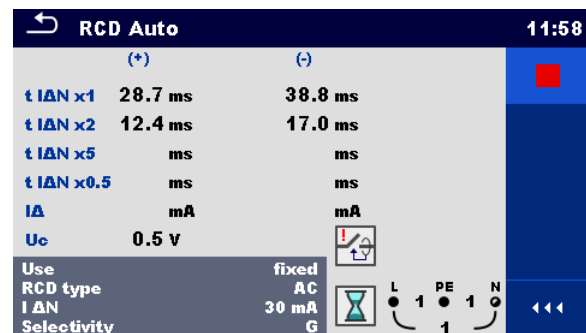 RCD Auto 11:58
(+) (-)
t IΔN x1 28.7 ms 38.8 ms
t IΔN x2 12.4 ms 17.0 ms
t IΔN x5 ms ms
t IΔN x0.5 ms ms
IΔ mA mA
Uc 0.5 V
!
Use fixed
RCD type AC
I ΔN 30 mA
Selectivity G
L PE N
1 1
1